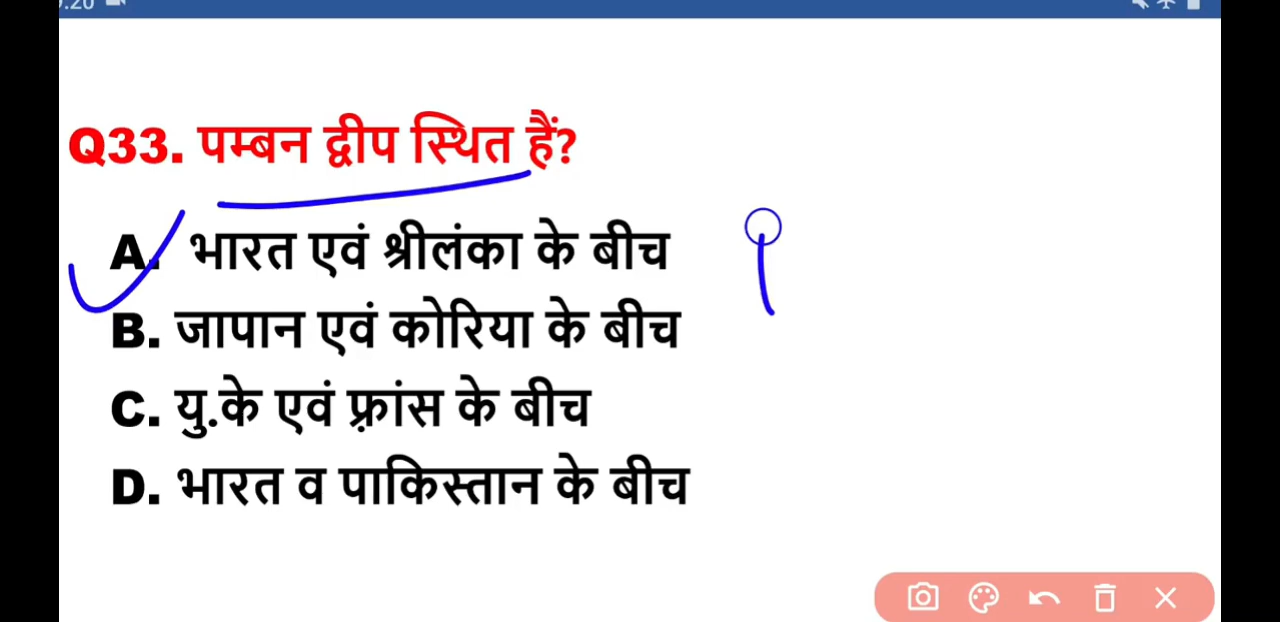 Q33. पम्बन द्वीप स्थित हैं?
A. भारत एवं श्रीलंका के बीच
B. जापान एवं कोरिया के बीच
C. यु.के एवं फ़्रांस के बीच
D. भारत व पाकिस्तान के बीच